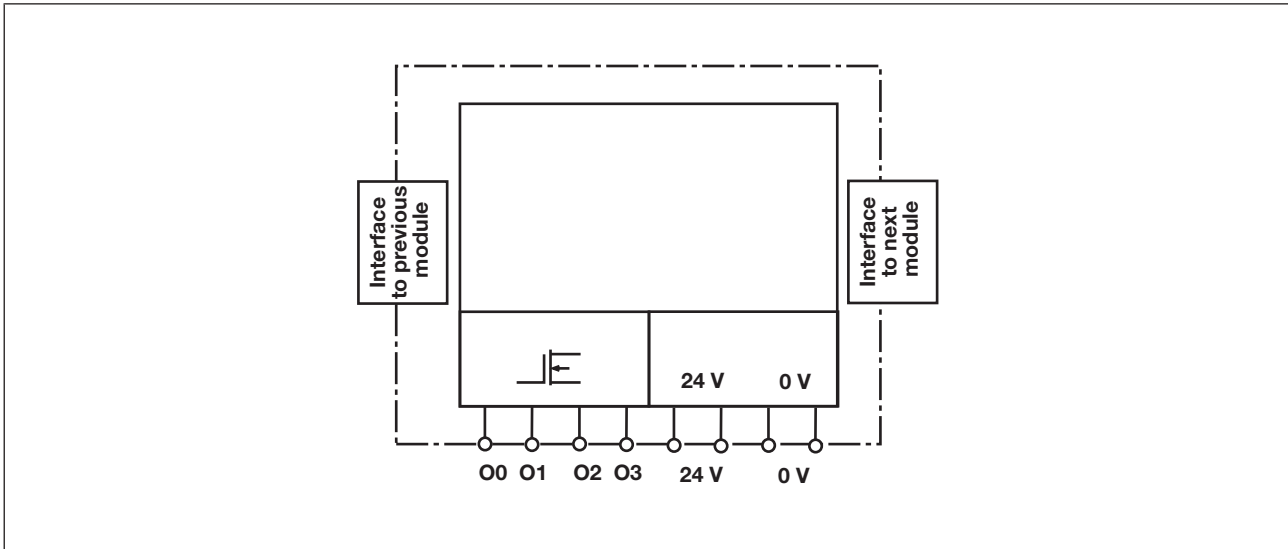 Interface
to previous
module
Interface
to next
module
24 V 0 V
O0 O1 O2 O3 24 V 0 V